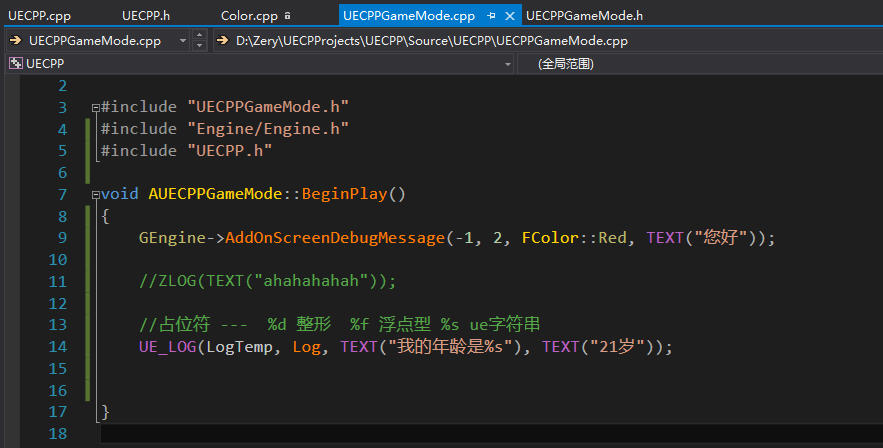 UECPP.cpp UECPP.h Color.cpp UECPPGameMode.cpp UECPPGameMode.h
UECPPGameMode.cpp D:\Zery\UECPProjects\UECPP\Source\UECPP\UECPPGameMode.cpp
UECPP (全局范围)
2
3 #include "UECPPGameMode.h"
4 #include "Engine/Engine.h"
5 #include "UECPP.h"
6
7 void AUECPPGameMode::BeginPlay()
8 {
9 GEngine->AddOnScreenDebugMessage(-1, 2, FColor::Red, TEXT("您好"));
10
11 //ZLOG(TEXT("ahahahahah"));
12
13 //占位符 --- %d 整形 %f 浮点型 %s ue字符串
14 UE_LOG(LogTemp, Log, TEXT("我的年龄是%s"), TEXT("21岁"));
15
16
17 }
18